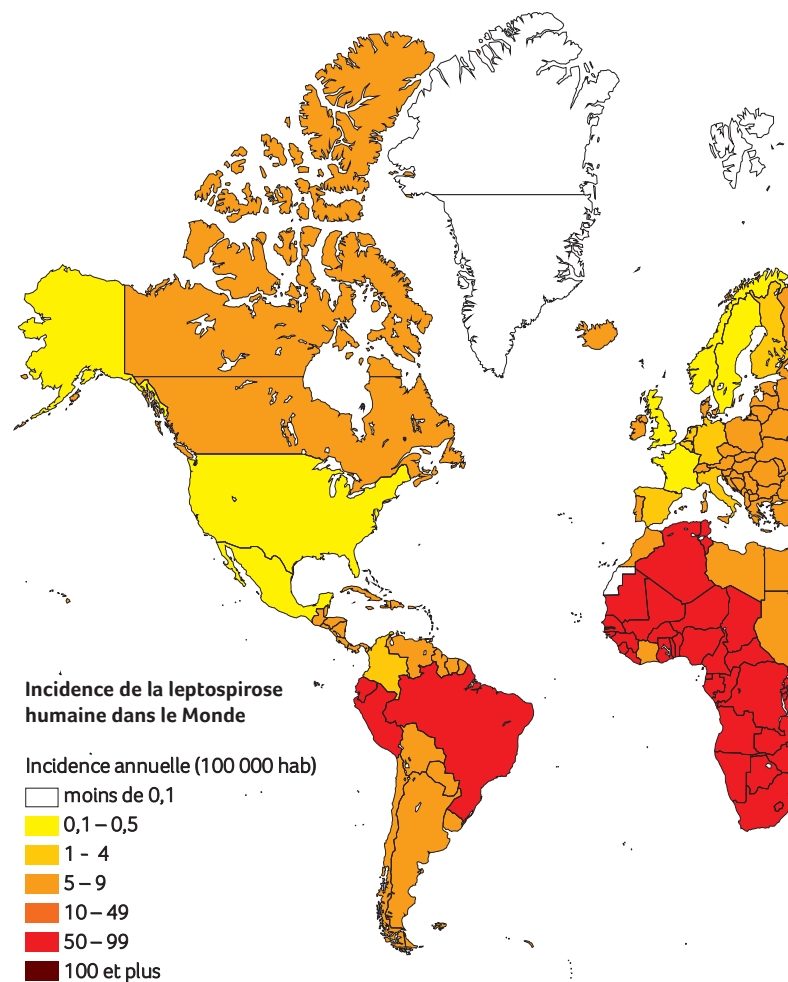 Incidence de la leptospirose
humaine dans le Monde
Incidence annuelle (100 000 hab)
moins de 0,1
0,1 – 0,5
1 - 4
5 – 9
10 – 49
50 – 99
100 et plus